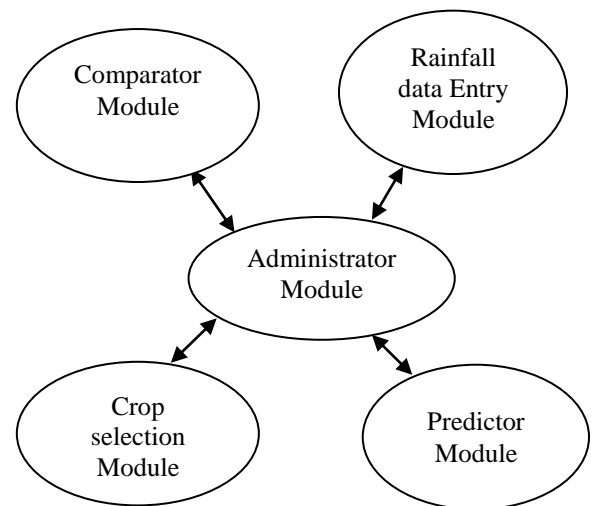 Comparator
Module
Rainfall
data Entry
Module
Administrator
Module
Crop
selection
Module
Predictor
Module